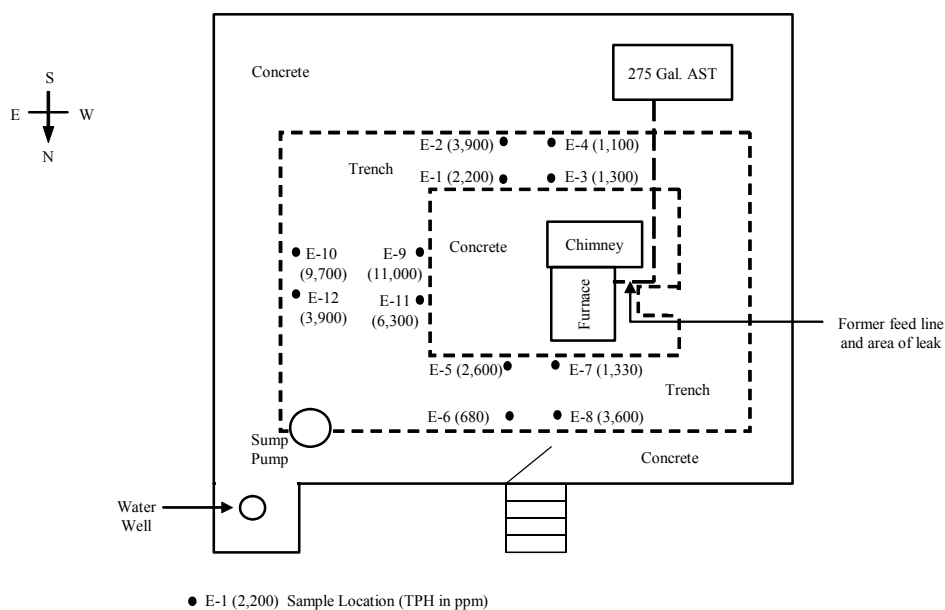 Concrete
275 Gal. AST
S
E W
N
E-2 (3,900)
E-4 (1,100)
Trench
E-1 (2,200)
E-3 (1,300)
Concrete
Chimney
E-10
(9,700)
E-9
(11,000)
E-12
(3,900)
E-11
(6,300)
Furnace
Former feed line
and area of leak
E-5 (2,600)
E-7 (1,330)
Trench
E-6 (680)
E-8 (3,600)
Sump
Pump
Concrete
Water
Well
E-1 (2,200) Sample Location (TPH in ppm)